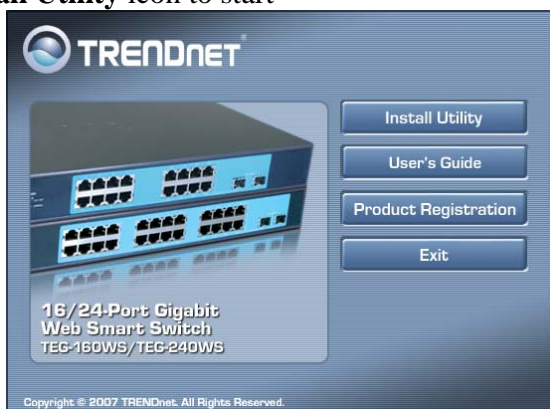 Utility icon to start
TRENDNET
Install Utility
User's Guide
Product Registration
Exit
16/24-Port Gigabit
Web Smart Switch
TEG-160WS/TEG-240WS
Copyright © 2007 TRENDnet. All Rights Reserved.